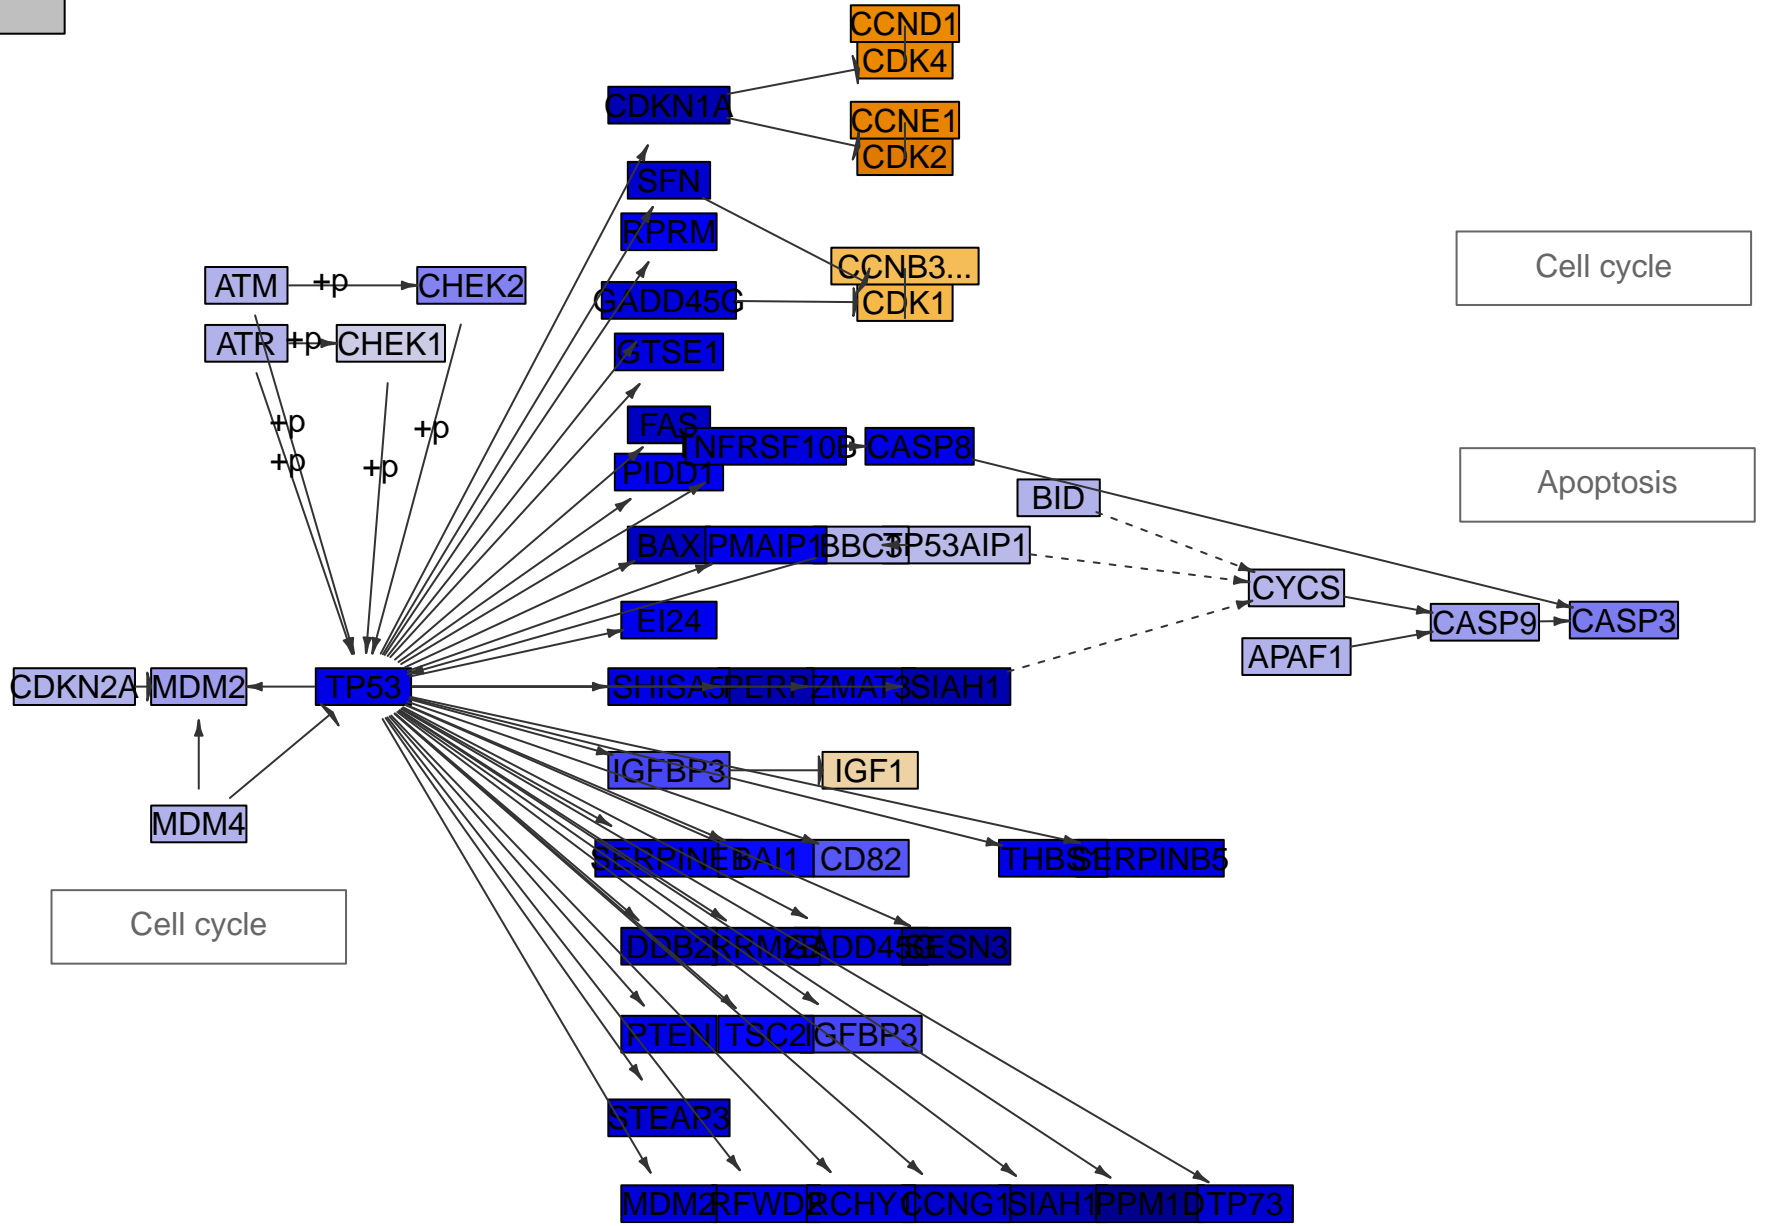 CCND1
CDK4
CDKN1A
CCNE1
CDK2
SFN
RPRM
CCNB3...
Cell cycle
ATM
+p
CHEK2
GADD45G
CDK1
ATR
+p
CHEK1
GTSE1
+p
+p
FAS
TNFRSF10B
CASP8
+p
+p
PIDD1
Apoptosis
BID
BAX
PMAIP1
BBC3
TP53AIP1
CYCS
EI24
CASP9
CASP3
APAF1
CDKN2A
MDM2
TP53
SHISA5
PERP
ZMAT3
SIAH1
IGFBP3
IGF1
MDM4
SERPINE1
BAI1
CD82
THBS1
SERPINB5
Cell cycle
DDB2
RRM2B
GADD45G
SESN3
PTEN
TSC2
IGFBP3
STEAP3
MDM2
RFWD2
RCHY1
CCNG1
SIAH1
PPM1D
TP73